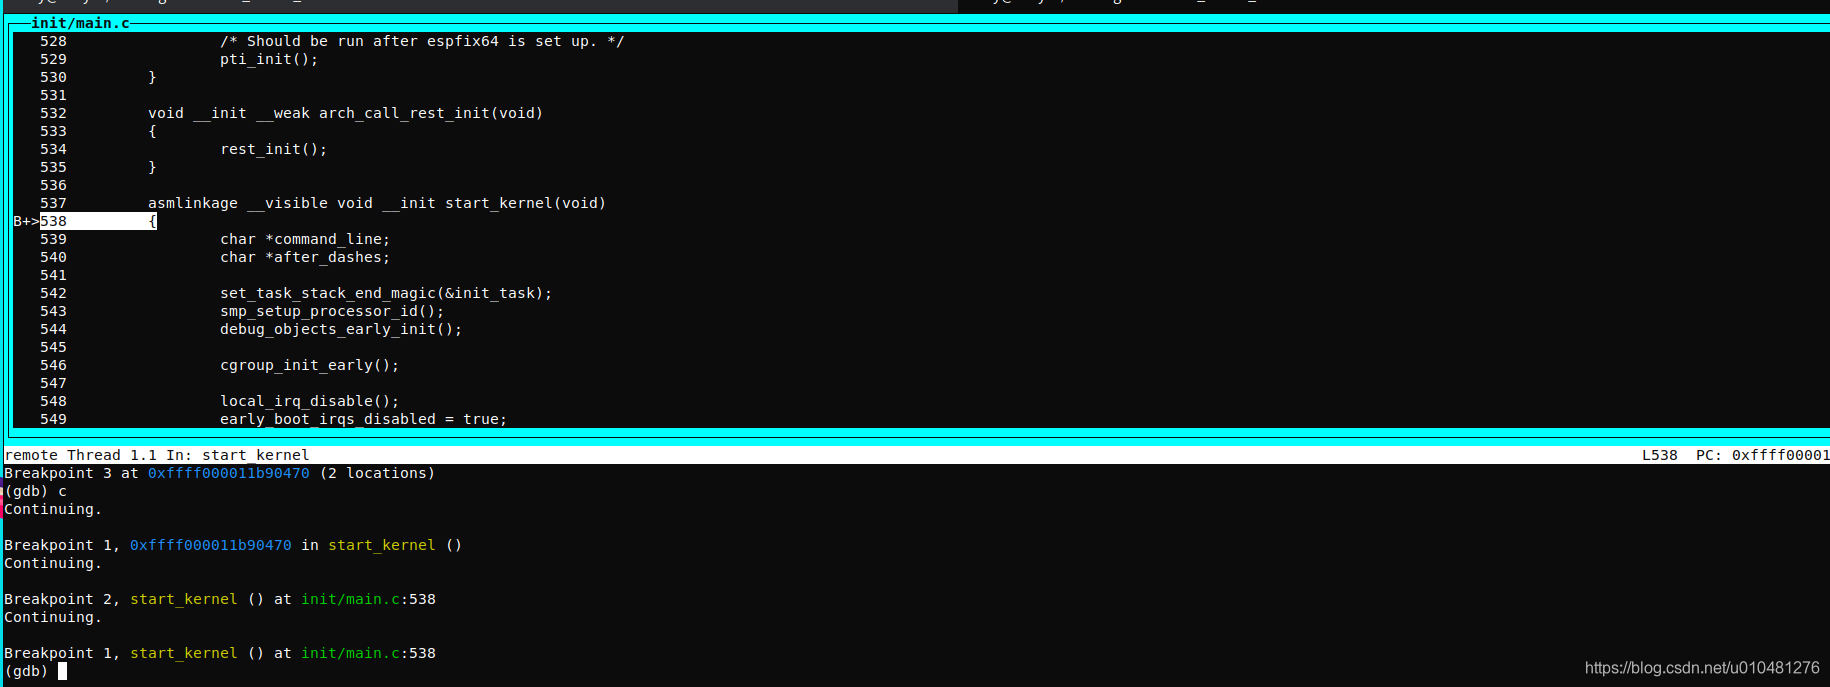 init/main.c
528 /* Should be run after espfix64 is set up. */
529 pti_init();
530 }
531
532 void __init __weak arch_call_rest_init(void)
533 {
534 rest_init();
535 }
536
537 asmlinkage __visible void __init start_kernel(void)
B+>538 {
539 char *command_line;
540 char *after_dashes;
541
542 set_task_stack_end_magic(&init_task);
543 smp_setup_processor_id();
544 debug_objects_early_init();
545
546 cgroup_init_early();
547
548 local_irq_disable();
549 early_boot_irqs_disabled = true;
remote Thread 1.1 In: start_kernel L538 PC: 0xffff00001
Breakpoint 3 at 0xffff000011b90470 (2 locations)
(gdb) c
Continuing.
Breakpoint 1, 0xffff000011b90470 in start_kernel ()
Continuing.
Breakpoint 2, start_kernel () at init/main.c:538
Continuing.
Breakpoint 1, start_kernel () at init/main.c:538
(gdb)
https://blog.csdn.net/u010481276